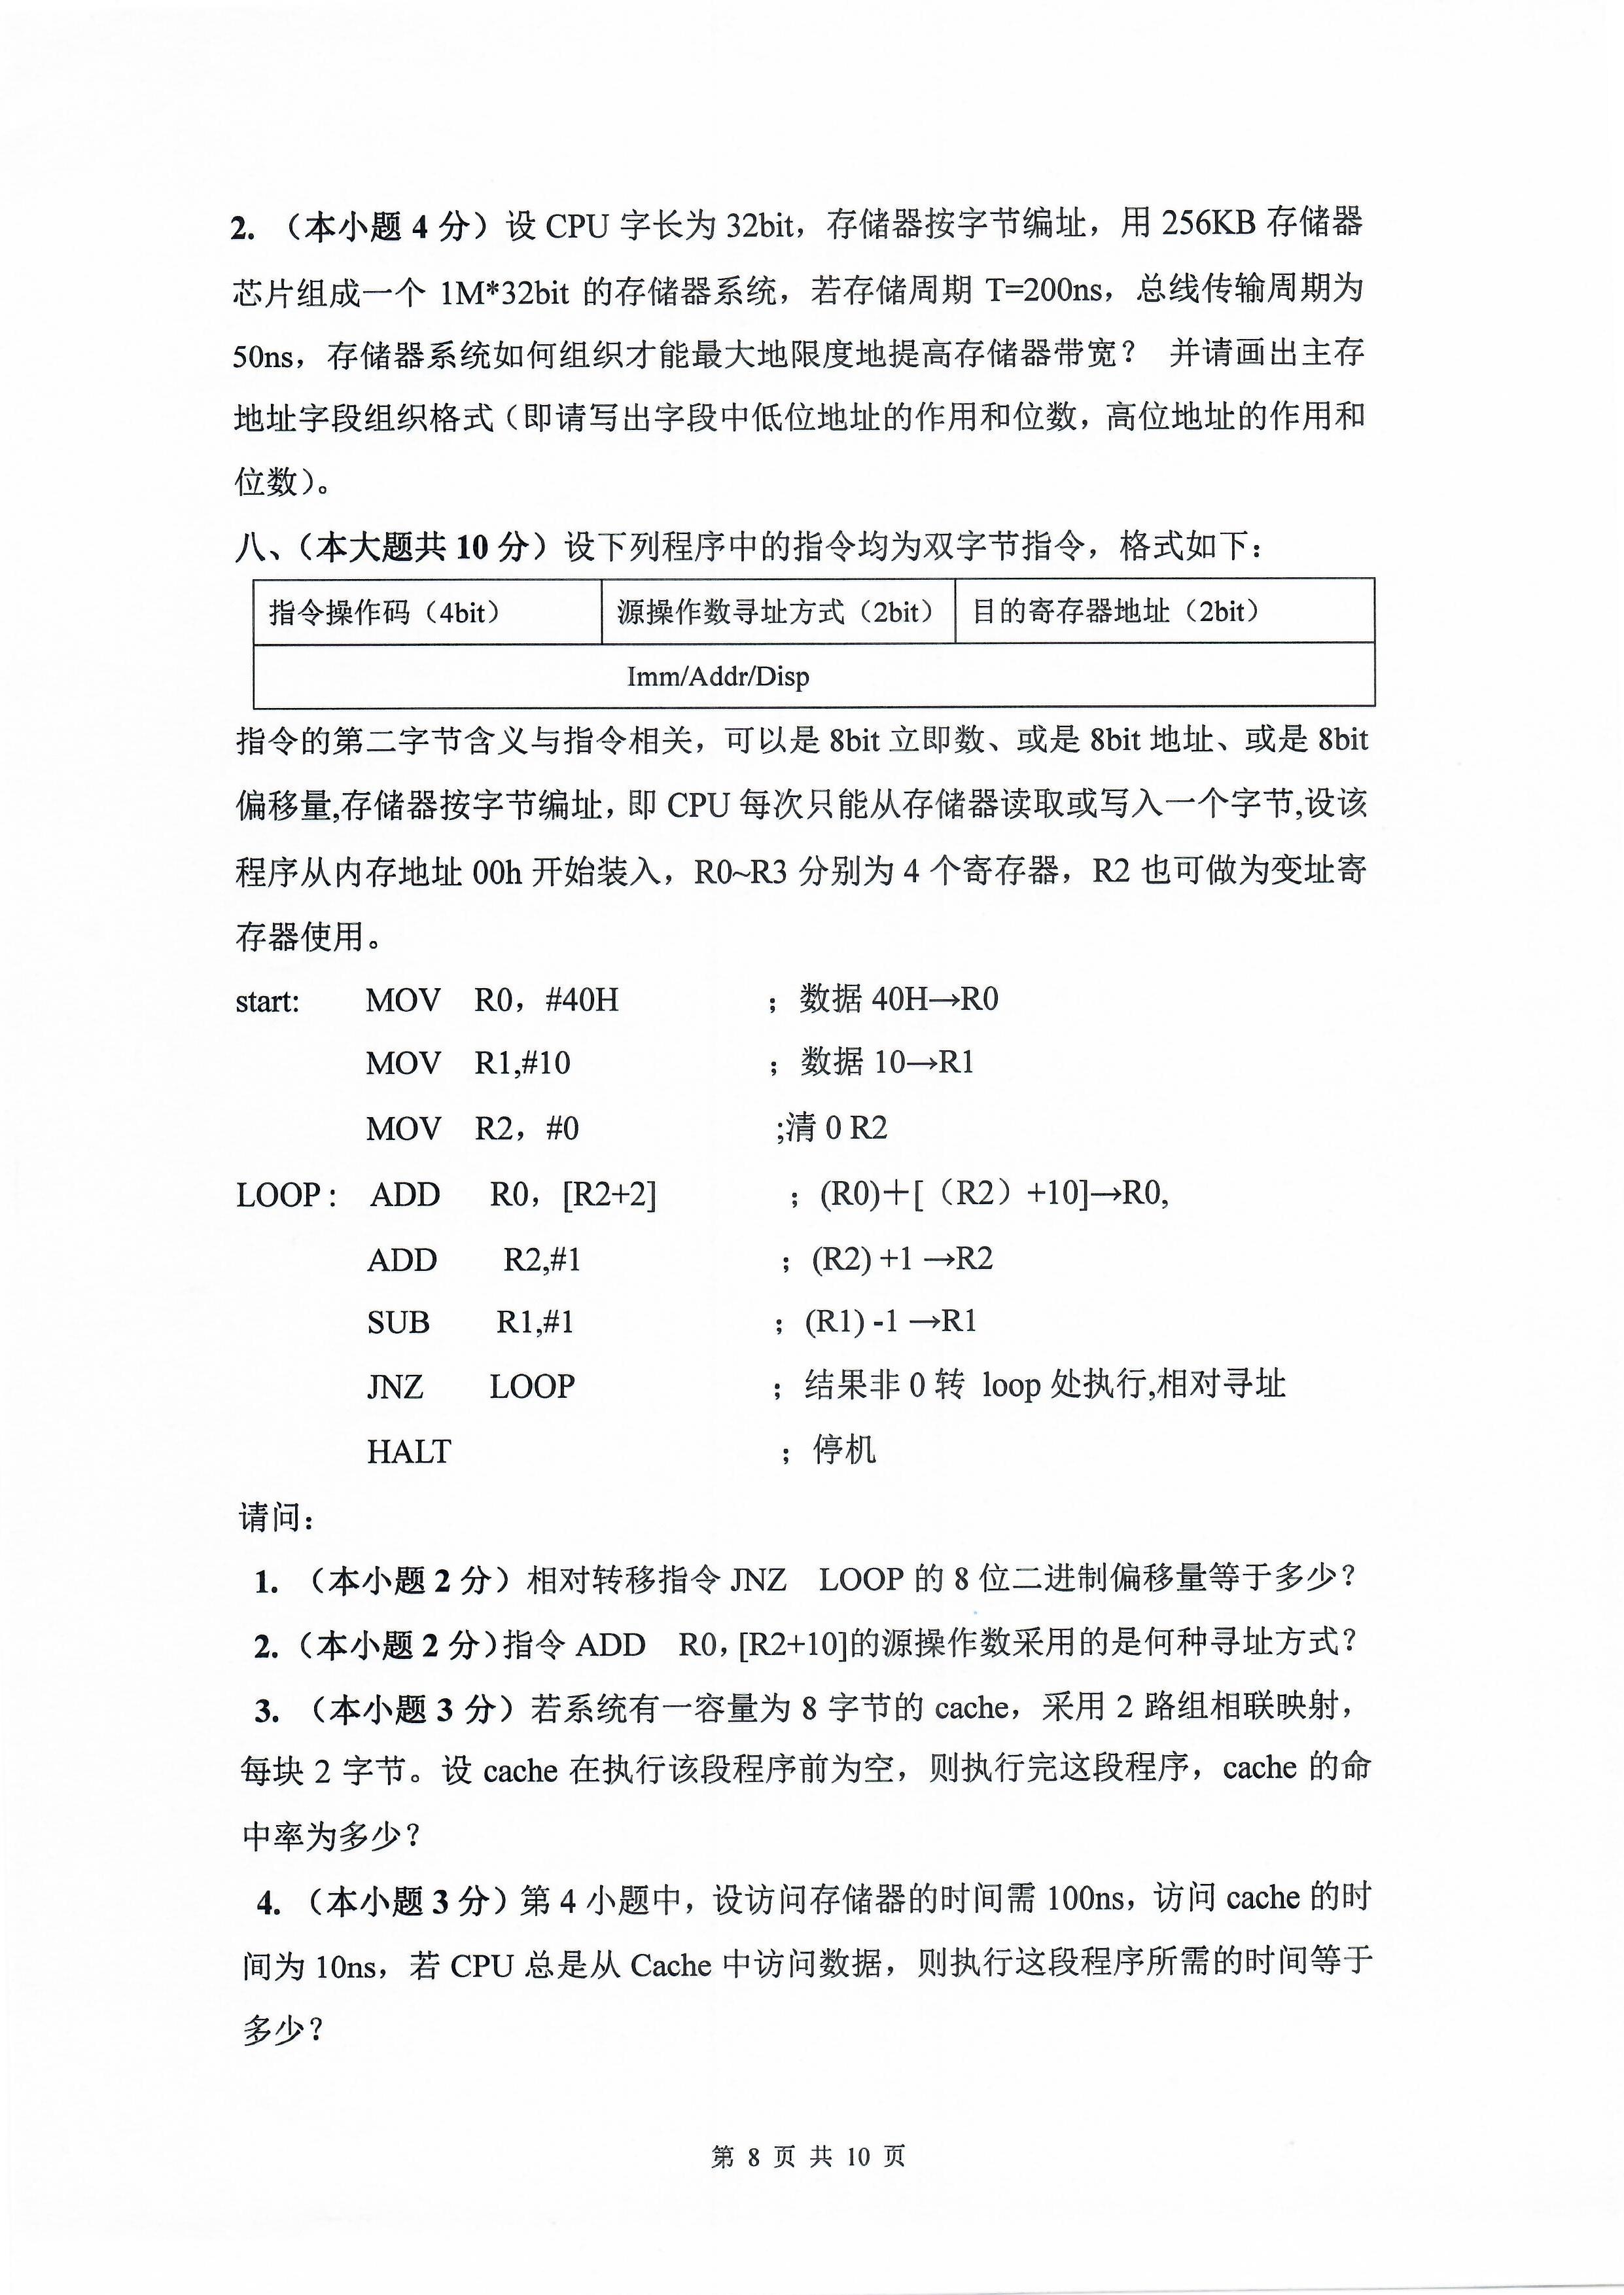 2. （本小题 4 分）设 CPU 字长为 32bit，存储器按字节编址，用 256KB 存储器
芯片组成一个 1M*32bit 的存储器系统，若存储周期 T=200ns，总线传输周期为
50ns，存储器系统如何组织才能最大地限度地提高存储器带宽？ 并请画出主存
地址字段组织格式（即请写出字段中低位地址的作用和位数，高位地址的作用和
位数）。
八、（本大题共 10 分）设下列程序中的指令均为双字节指令，格式如下：
指令操作码（4bit） 源操作数寻址方式（2bit） 目的寄存器地址（2bit）
Imm/Addr/Disp
指令的第二字节含义与指令相关，可以是 8bit 立即数、或是 8bit 地址、或是 8bit
偏移量,存储器按字节编址，即 CPU 每次只能从存储器读取或写入一个字节,设该
程序从内存地址 00h 开始装入，R0~R3 分别为 4 个寄存器，R2 也可做为变址寄
存器使用。
start: MOV R0，#40H ；数据 40H→R0
MOV R1,#10 ；数据 10→R1
MOV R2，#0 ;清 0 R2
LOOP： ADD R0，[R2+2] ；(R0)＋[（R2）+10]→R0,
ADD R2,#1 ；(R2) +1 →R2
SUB R1,#1 ；(R1) -1 →R1
JNZ LOOP ；结果非 0 转 loop 处执行,相对寻址
HALT ；停机
请问：
1. （本小题 2 分）相对转移指令 JNZ LOOP 的 8 位二进制偏移量等于多少？
2.（本小题 2 分）指令 ADD R0，[R2+10]的源操作数采用的是何种寻址方式？
3. （本小题 3 分）若系统有一容量为 8 字节的 cache，采用 2 路组相联映射，
每块 2 字节。设 cache 在执行该段程序前为空，则执行完这段程序，cache 的命
中率为多少？
4. （本小题 3 分）第 4 小题中，设访问存储器的时间需 100ns，访问 cache 的时
间为 10ns，若 CPU 总是从 Cache 中访问数据，则执行这段程序所需的时间等于
多少？
第 8 页 共 10 页